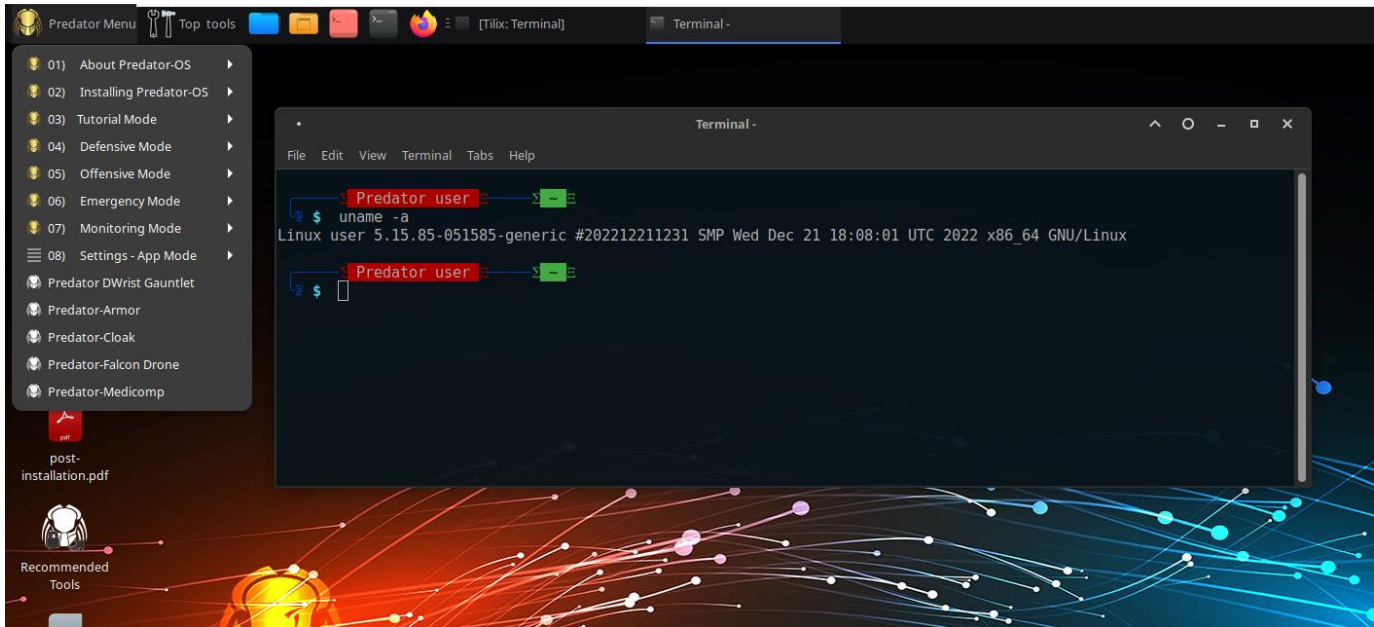 Predator Menu
Top tools
[Tilix: Terminal]
Terminal -
01) About Predator-OS
02) Installing Predator-OS
03) Tutorial Mode
04) Defensive Mode
05) Offensive Mode
06) Emergency Mode
07) Monitoring Mode
08) Settings - App Mode
Predator DWrist Gauntlet
Predator-Armor
Predator-Cloak
Predator-Falcon Drone
Predator-Medicomp
Terminal -
File Edit View Terminal Tabs Help
Predator user ~
$ uname -a
Linux user 5.15.85-051585-generic #202212211231 SMP Wed Dec 21 18:08:01 UTC 2022 x86_64 GNU/Linux
Predator user ~
$
pdf
post-
installation.pdf
Recommended
Tools